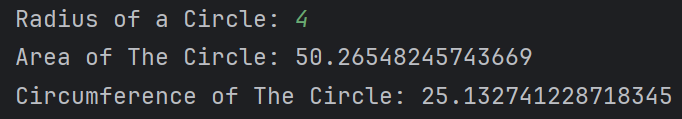 Radius of a Circle: 4
Area of The Circle: 50.26548245743669
Circumference of The Circle: 25.132741228718345